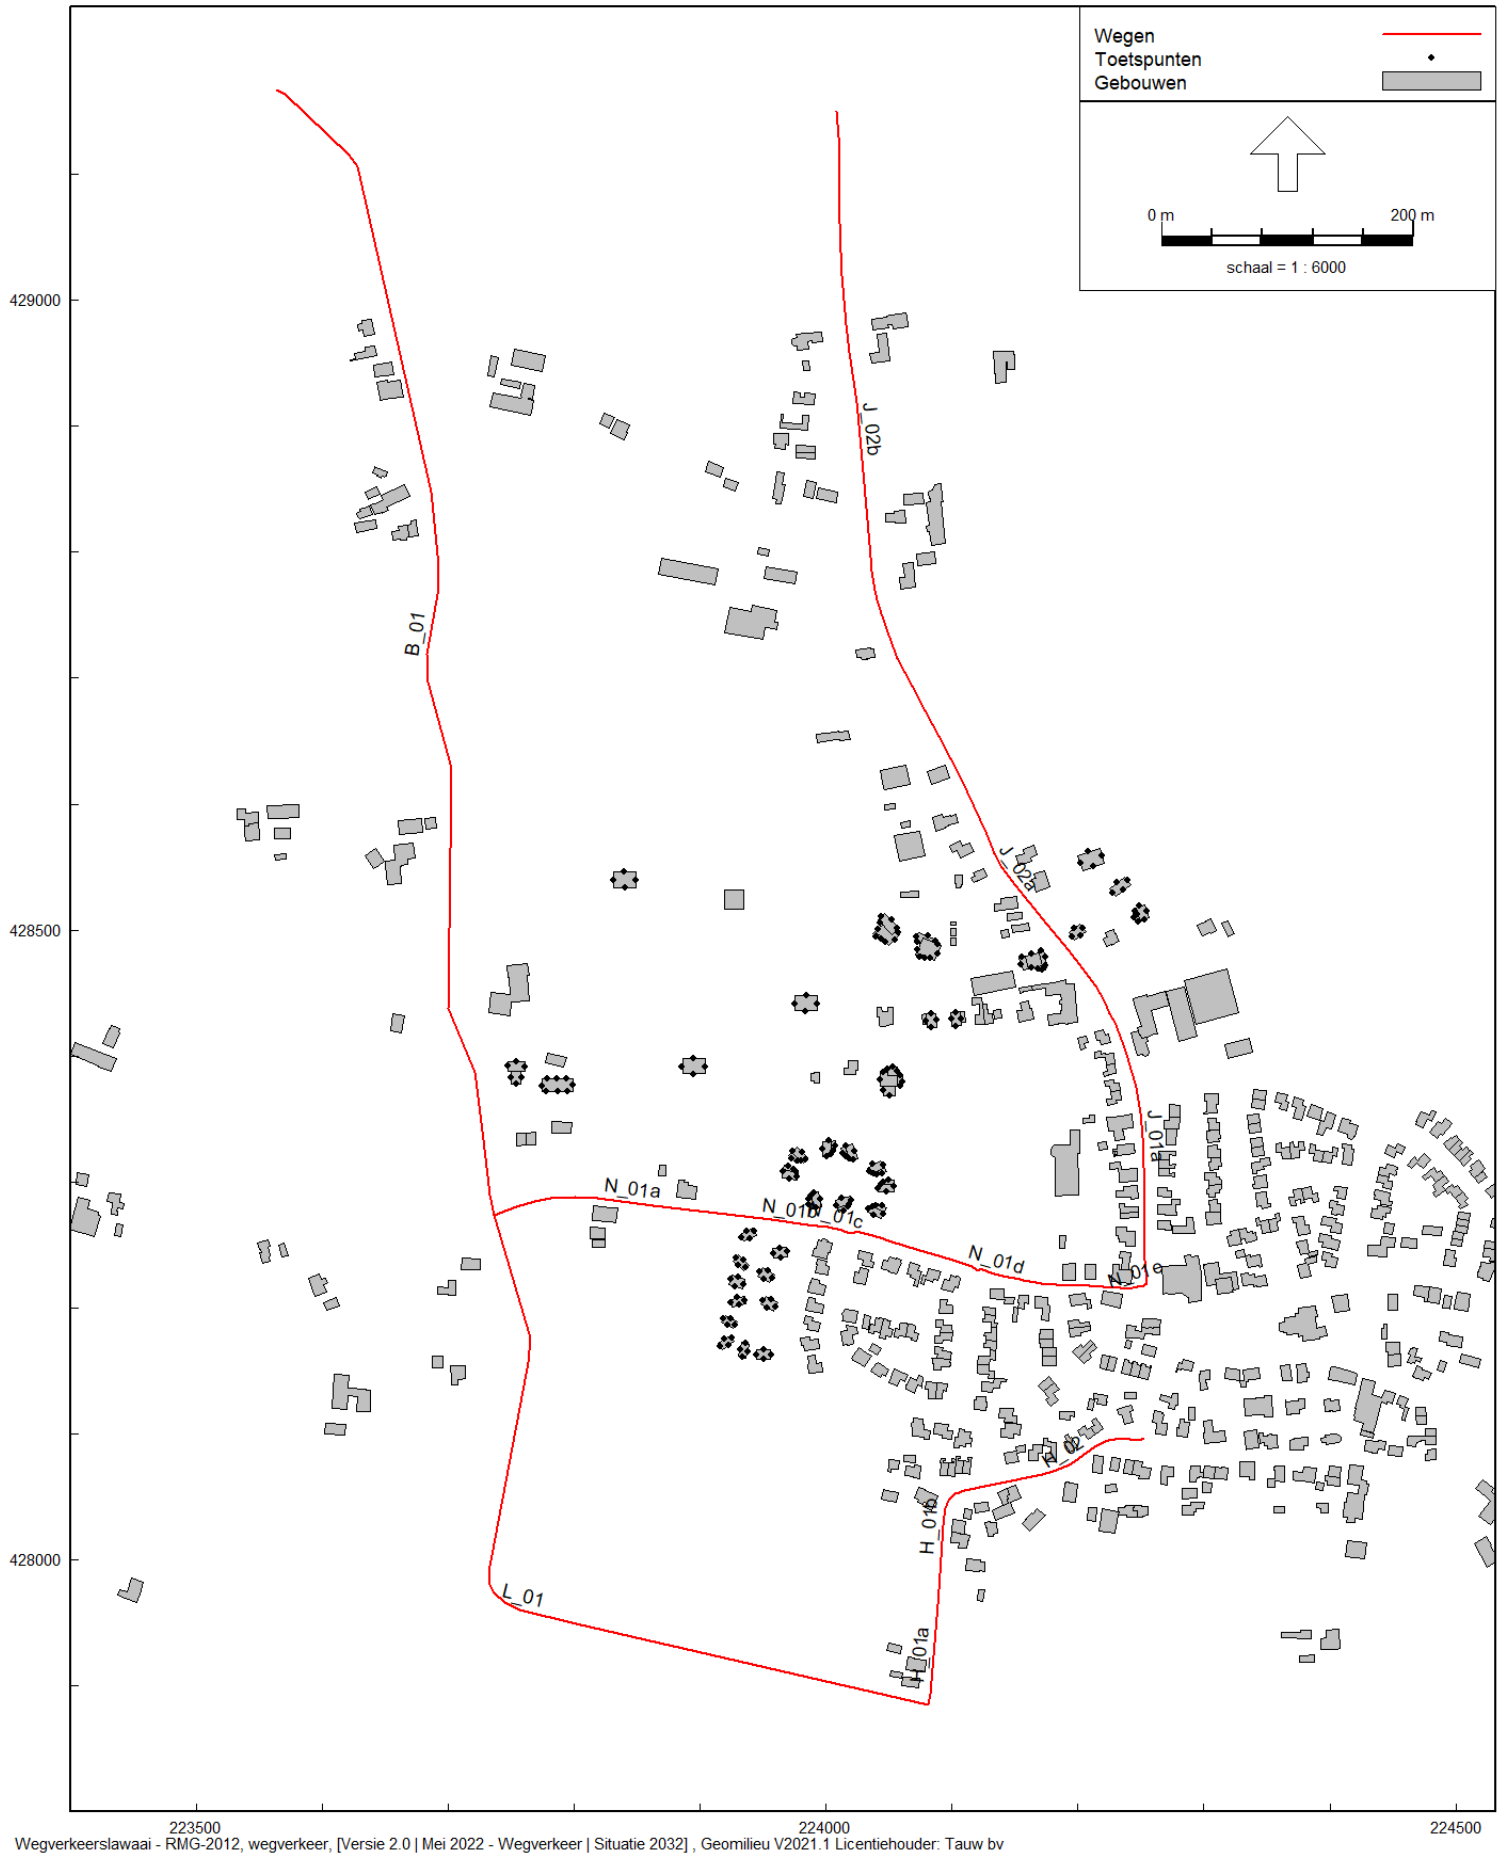 Wegen
Toetspunten
Gebouwen
0 m 200 m
schaal = 1 : 6000
429000
J_02b
B_01
J_02a
428500
J_01a
N_01a
N_01b
N_01c
N_01d
N_01e
H_02
H_01b
428000
L_01
H_01a
223500 224000 224500
Wegverkeerslawaai - RMG-2012, wegverkeer, [Versie 2.0 | Mei 2022 - Wegverkeer | Situatie 2032] , Geomilieu V2021.1 Licentiehouder: Tauw bv